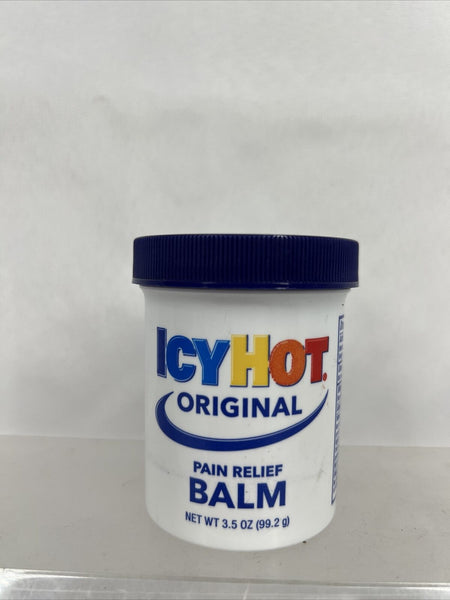 ICYHOT.
ORIGINAL
PAIN RELIEF
BALM
NET WT 3.5 OZ (99.2 g)